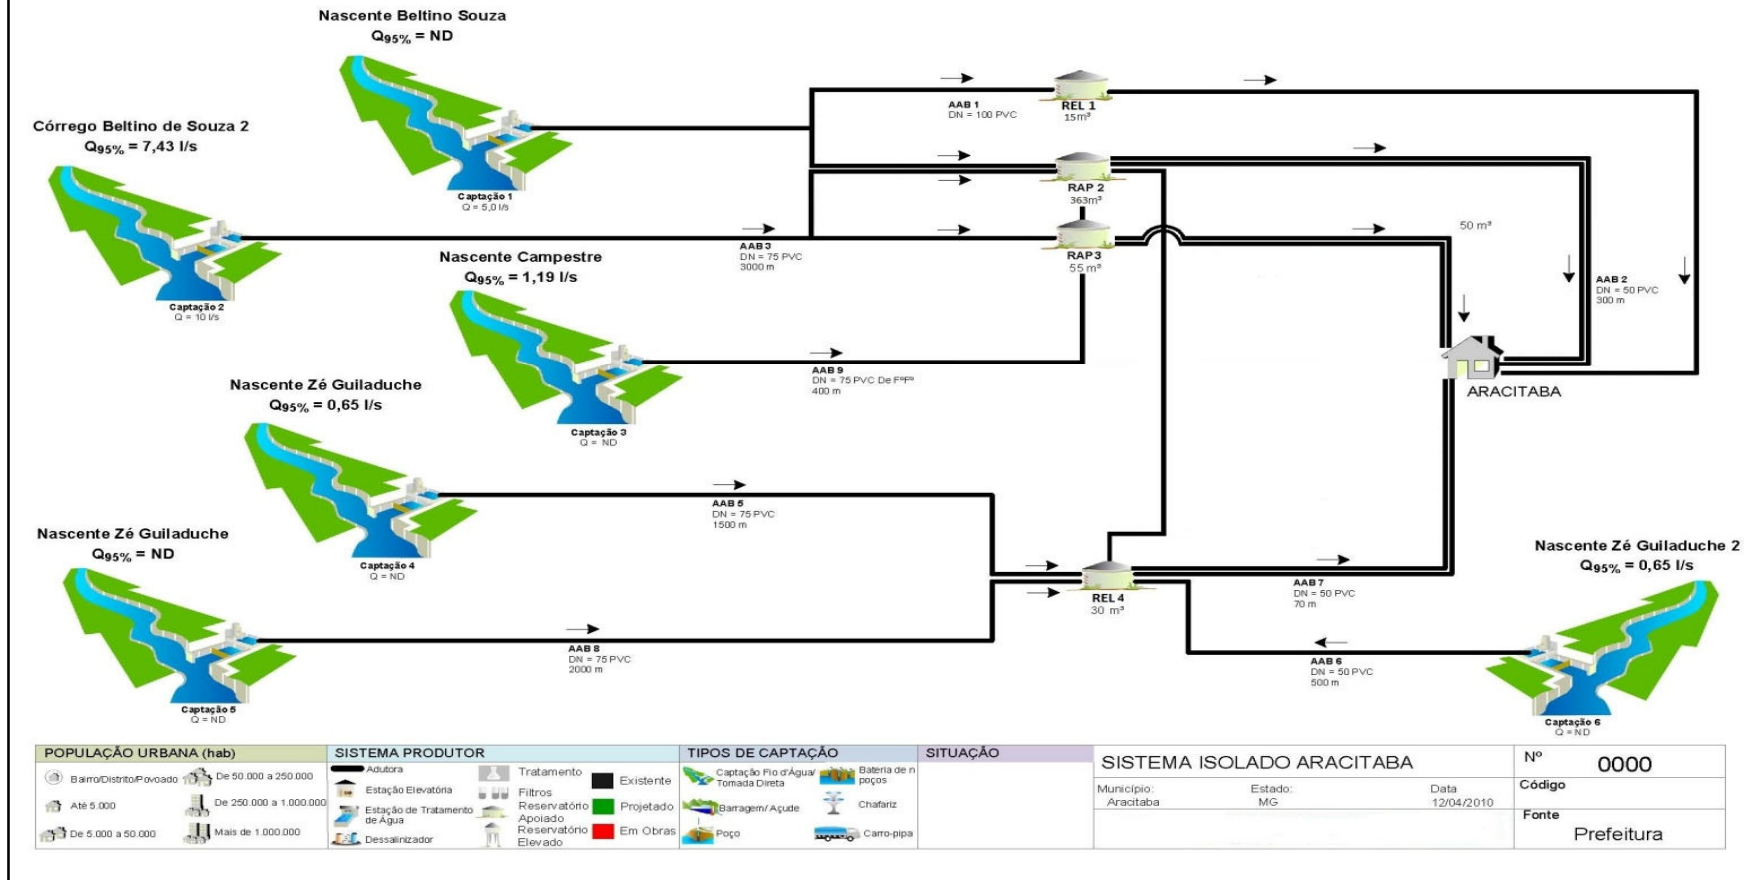 Nascente Beltino Souza
Q95% = ND
Captação 1
Q = 5,0 l/s
Córrego Beltino de Souza 2
Q95% = 7,43 l/s
Captação 2
Q = 10 l/s
AAB 1
DN = 100 PVC
REL 1
15m³
RAP 2
363m³
AAB 3
DN = 75 PVC
3000 m
RAP3
55 m³
50 m³
AAB 2
DN = 50 PVC
300 m
Nascente Campestre
Q95% = 1,19 l/s
Captação 3
Q = ND
AAB 9
DN = 75 PVC De FºFº
400 m
ARACITABA
Nascente Zé Guiladuche
Q95% = 0,65 l/s
Captação 4
Q = ND
AAB 5
DN = 75 PVC
1500 m
Nascente Zé Guiladuche
Q95% = ND
Captação 5
Q = ND
AAB 8
DN = 75 PVC
2000 m
REL 4
30 m³
AAB 7
DN = 50 PVC
70 m
AAB 6
DN = 50 PVC
500 m
Nascente Zé Guiladuche 2
Q95% = 0,65 l/s
Captação 6
Q = ND
POPULAÇÃO URBANA (hab)
Bairro/Distrito/Povoado
De 50.000 a 250.000
Até 5.000
De 250.000 a 1.000.000
De 5.000 a 50.000
Mais de 1.000.000
SISTEMA PRODUTOR
Adutora
Estação Elevatória
Estação de Tratamento
de Água
Dessalinizador
Tratamento
Filtros
Reservatório
Apoiado
Reservatório
Elevado
Existente
Projetado
Em Obras
TIPOS DE CAPTAÇÃO
Captação Fio d'Água/
Tomada Direta
Bateria de n
poços
Barragem/ Açude
Chafariz
Poço
Carro-pipa
SITUAÇÃO
SISTEMA ISOLADO ARACITABA
Município:
Aracitaba
Estado:
MG
Data
12/04/2010
Nº
0000
Código
Fonte
Prefeitura